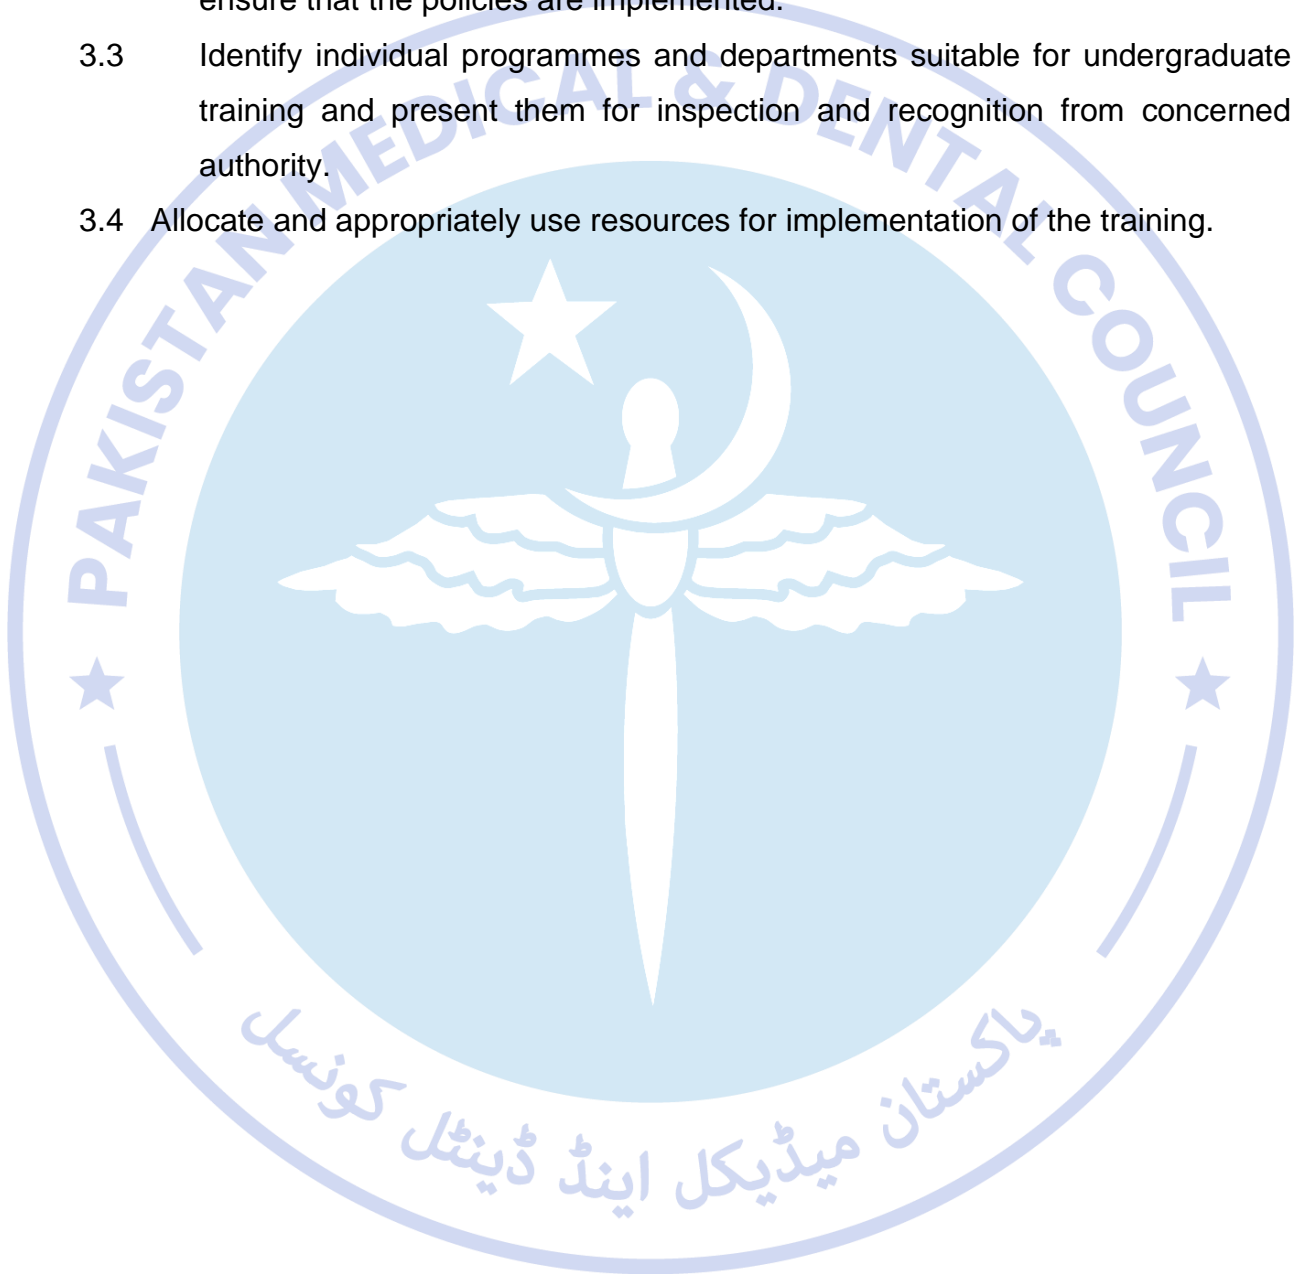 ensure that the policies are implemented.
3.3 Identify individual programmes and departments suitable for undergraduate
training and present them for inspection and recognition from concerned
authority.
3.4 Allocate and appropriately use resources for implementation of the training.
PAKISTAN MEDICAL & DENTAL COUNCIL
پاکستان میڈیکل اینڈ ڈینٹل کونسل